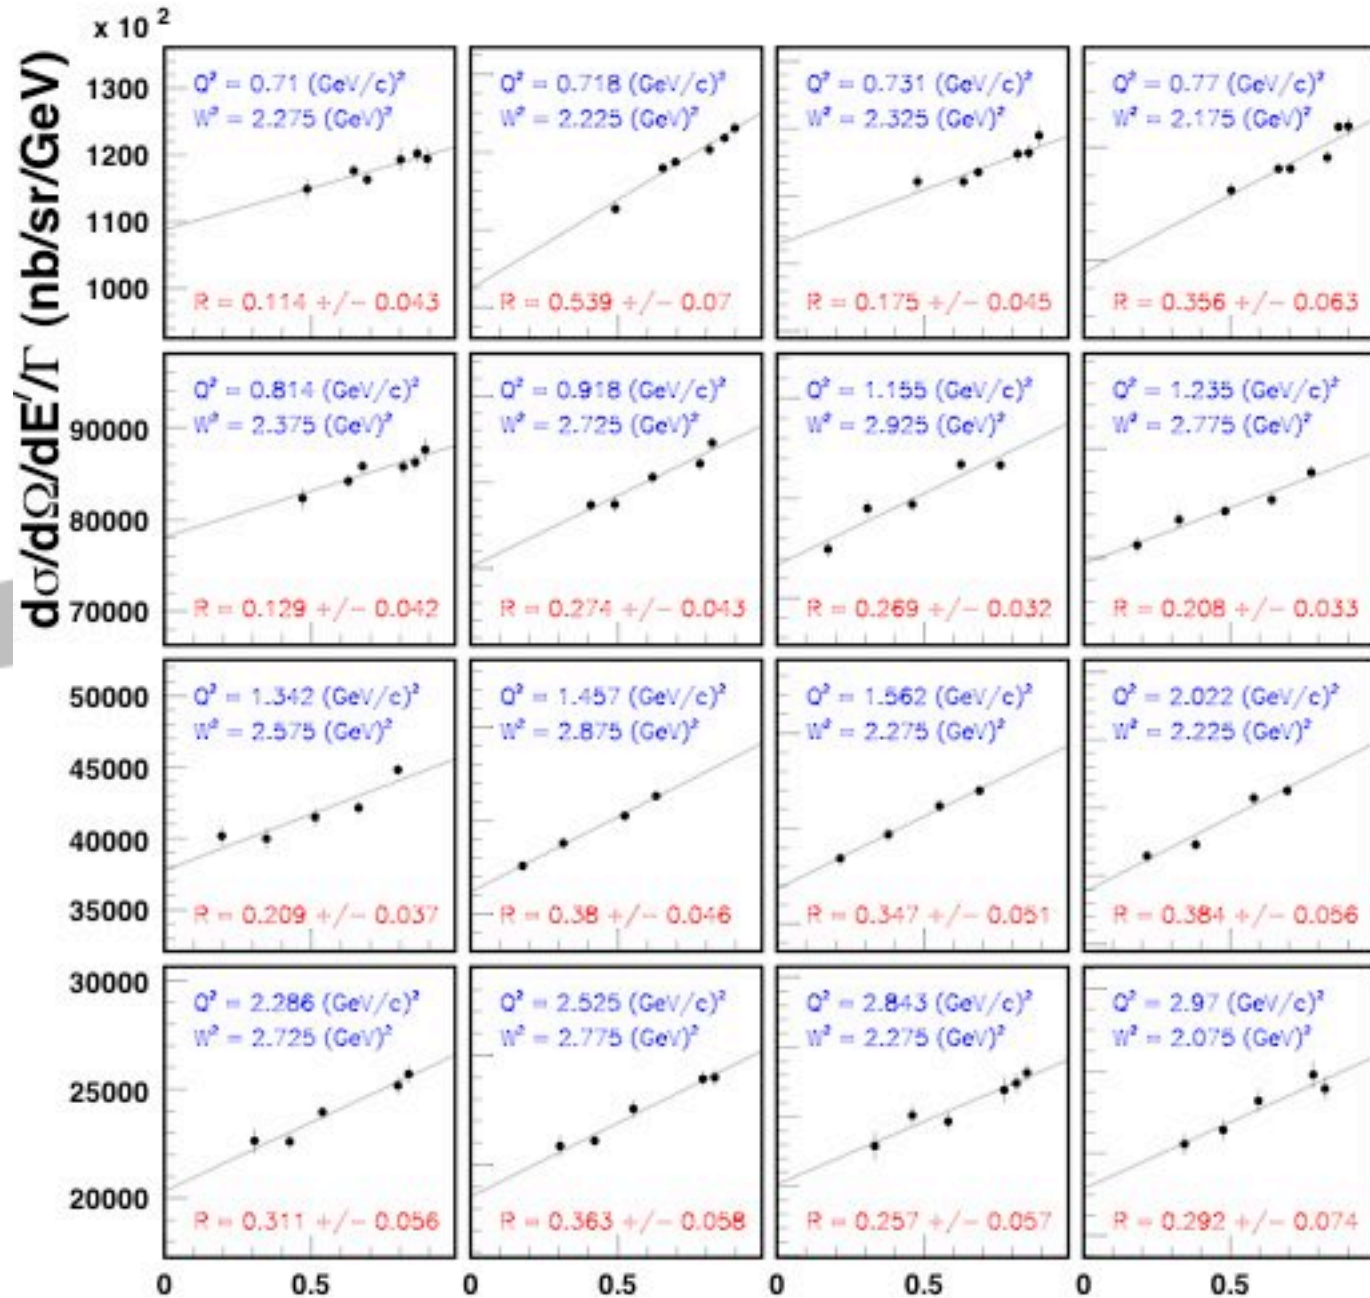 x 10 2
dσ/dΩ/dE'/Γ (nb/sr/GeV)
1300
1200
1100
1000
Q² = 0.71 (GeV/c)²
W² = 2.275 (GeV)²
R = 0.114 +/- 0.043
Q² = 0.718 (GeV/c)²
W² = 2.225 (GeV)²
R = 0.539 +/- 0.07
Q² = 0.731 (GeV/c)²
W² = 2.325 (GeV)²
R = 0.175 +/- 0.045
Q² = 0.77 (GeV/c)²
W² = 2.175 (GeV)²
R = 0.356 +/- 0.063
90000
80000
70000
Q² = 0.814 (GeV/c)²
W² = 2.375 (GeV)²
R = 0.129 +/- 0.042
Q² = 0.918 (GeV/c)²
W² = 2.725 (GeV)²
R = 0.274 +/- 0.043
Q² = 1.155 (GeV/c)²
W² = 2.925 (GeV)²
R = 0.269 +/- 0.032
Q² = 1.235 (GeV/c)²
W² = 2.775 (GeV)²
R = 0.208 +/- 0.033
50000
45000
40000
35000
Q² = 1.342 (GeV/c)²
W² = 2.575 (GeV)²
R = 0.209 +/- 0.037
Q² = 1.457 (GeV/c)²
W² = 2.875 (GeV)²
R = 0.38 +/- 0.046
Q² = 1.562 (GeV/c)²
W² = 2.275 (GeV)²
R = 0.347 +/- 0.051
Q² = 2.022 (GeV/c)²
W² = 2.225 (GeV)²
R = 0.384 +/- 0.056
30000
25000
20000
Q² = 2.286 (GeV/c)²
W² = 2.725 (GeV)²
R = 0.311 +/- 0.056
Q² = 2.525 (GeV/c)²
W² = 2.775 (GeV)²
R = 0.363 +/- 0.058
Q² = 2.843 (GeV/c)²
W² = 2.275 (GeV)²
R = 0.257 +/- 0.057
Q² = 2.97 (GeV/c)²
W² = 2.075 (GeV)²
R = 0.292 +/- 0.074
0 0.5 0 0.5 0 0.5 0 0.5